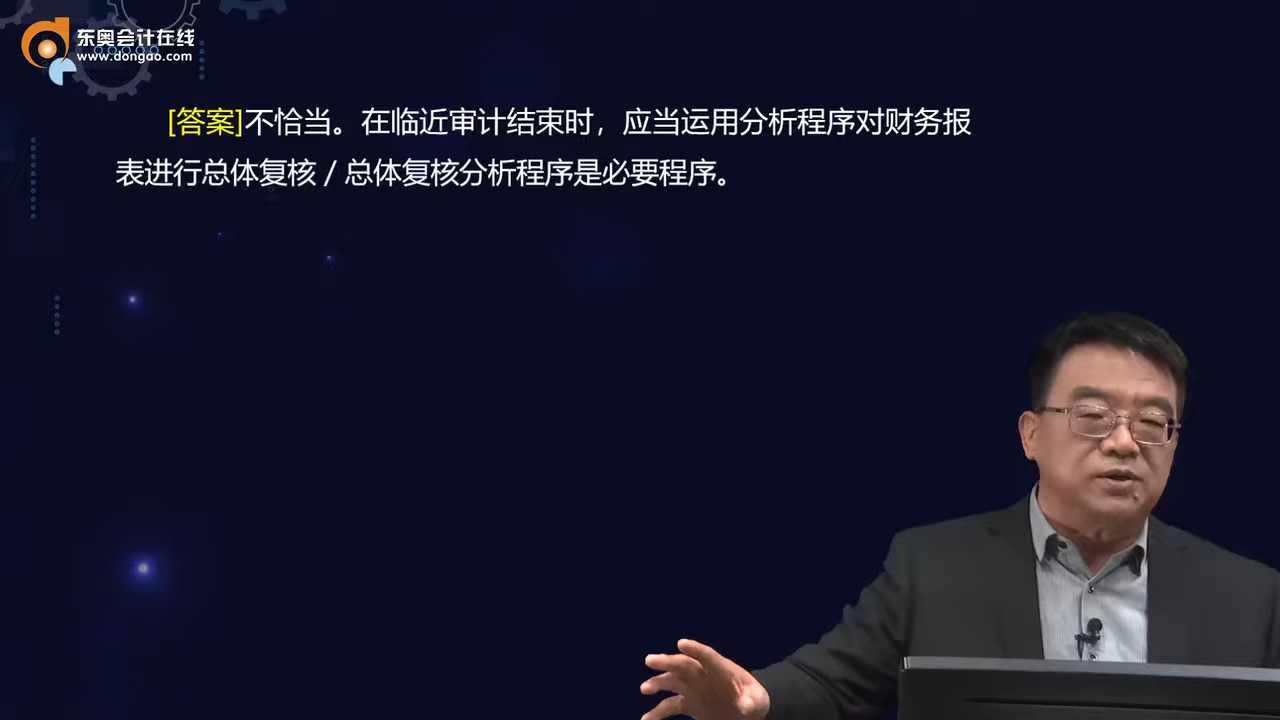 东奥会计在线
www.dongao.com
[答案]不恰当。在临近审计结束时，应当运用分析程序对财务报
表进行总体复核 / 总体复核分析程序是必要程序。